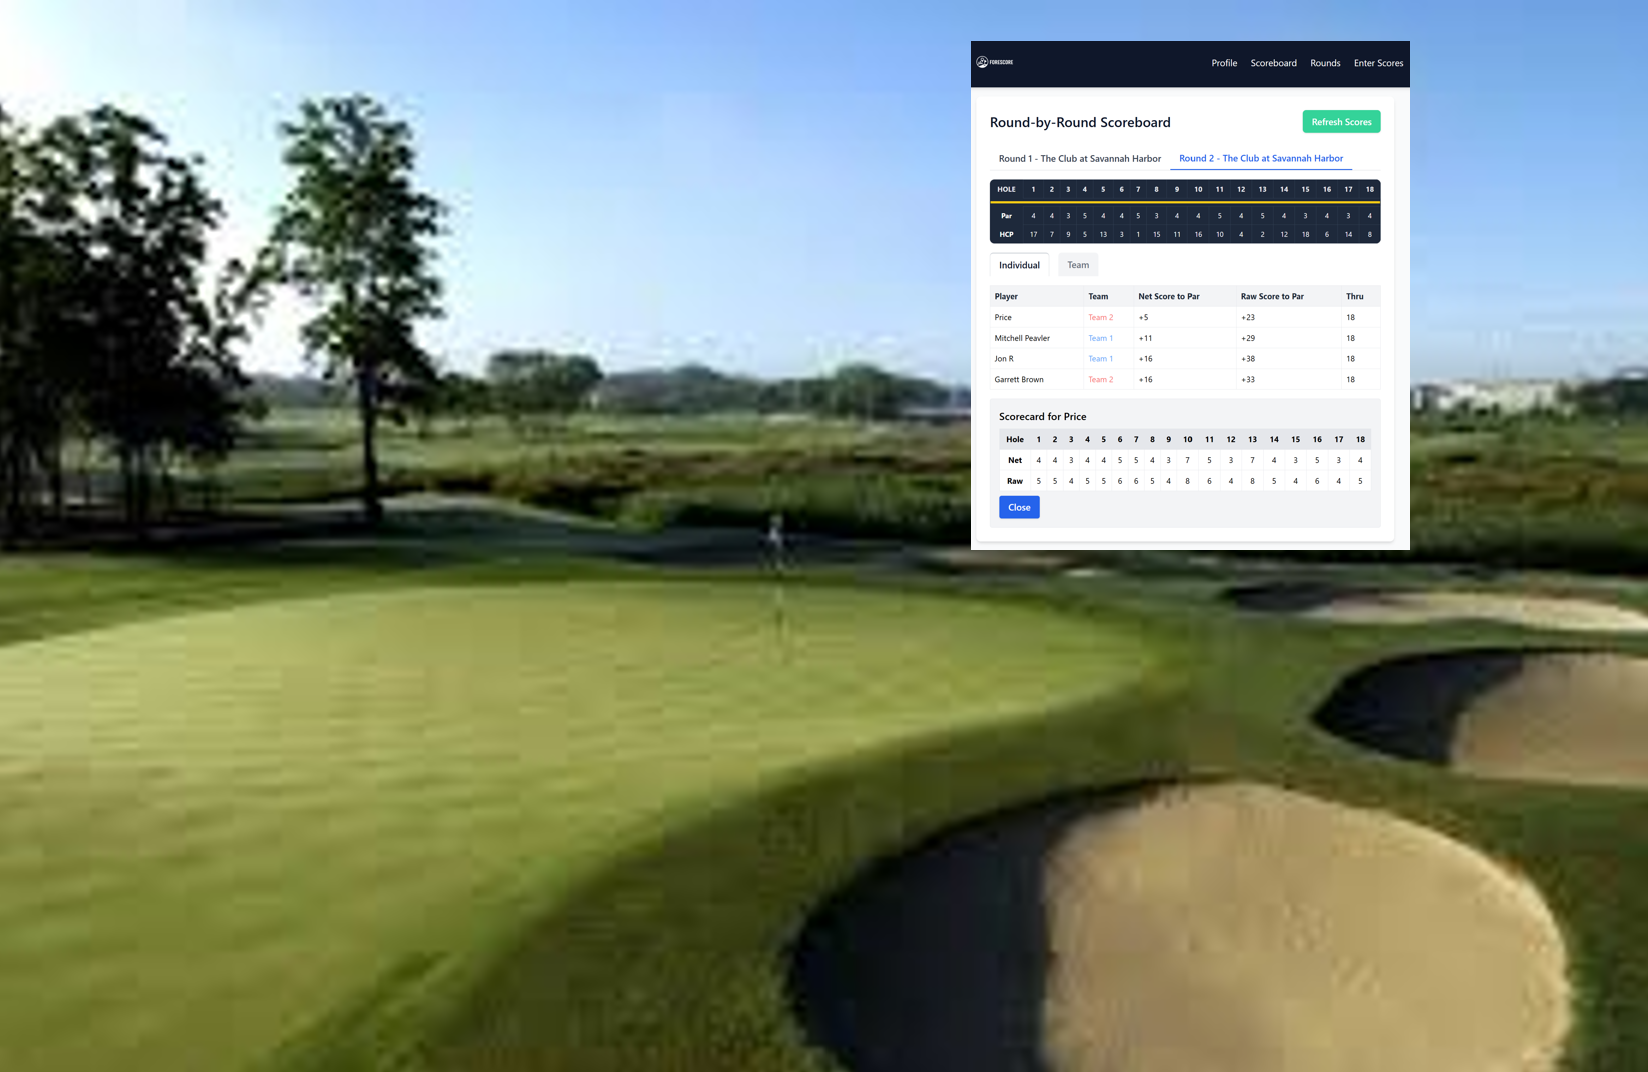 FORESCORE Profile Scoreboard Rounds Enter Scores
Round-by-Round Scoreboard Refresh Scores
Round 1 - The Club at Savannah Harbor Round 2 - The Club at Savannah Harbor
HOLE 1 2 3 4 5 6 7 8 9 10 11 12 13 14 15 16 17 18
Par 4 4 3 5 4 4 5 3 4 4 5 4 5 4 3 4 3 4
HCP 17 7 9 5 13 3 1 15 11 16 10 4 2 12 18 6 14 8
Individual Team
Player Team Net Score to Par Raw Score to Par Thru
Price Team 2 +5 +23 18
Mitchell Peavler Team 1 +11 +29 18
Jon R Team 1 +16 +38 18
Garrett Brown Team 2 +16 +33 18
Scorecard for Price
Hole 1 2 3 4 5 6 7 8 9 10 11 12 13 14 15 16 17 18
Net 4 4 3 4 4 5 5 4 3 7 5 3 7 4 3 5 3 4
Raw 5 5 4 5 5 6 6 5 4 8 6 4 8 5 4 6 4 5
Close